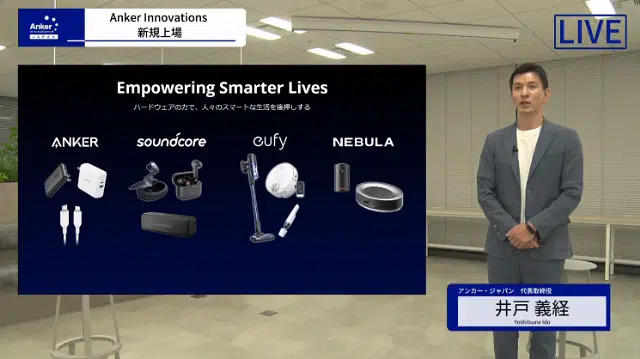 Anker
Innovations
JAPAN
Anker Innovations
新規上場
LIVE
Empowering Smarter Lives
ハードウェアの力で、人々のスマートな生活を後押しする
ANKER
soundcore
eufy
NEBULA
アンカー・ジャパン 代表取締役
井戸 義経
Yoshitsune Ido